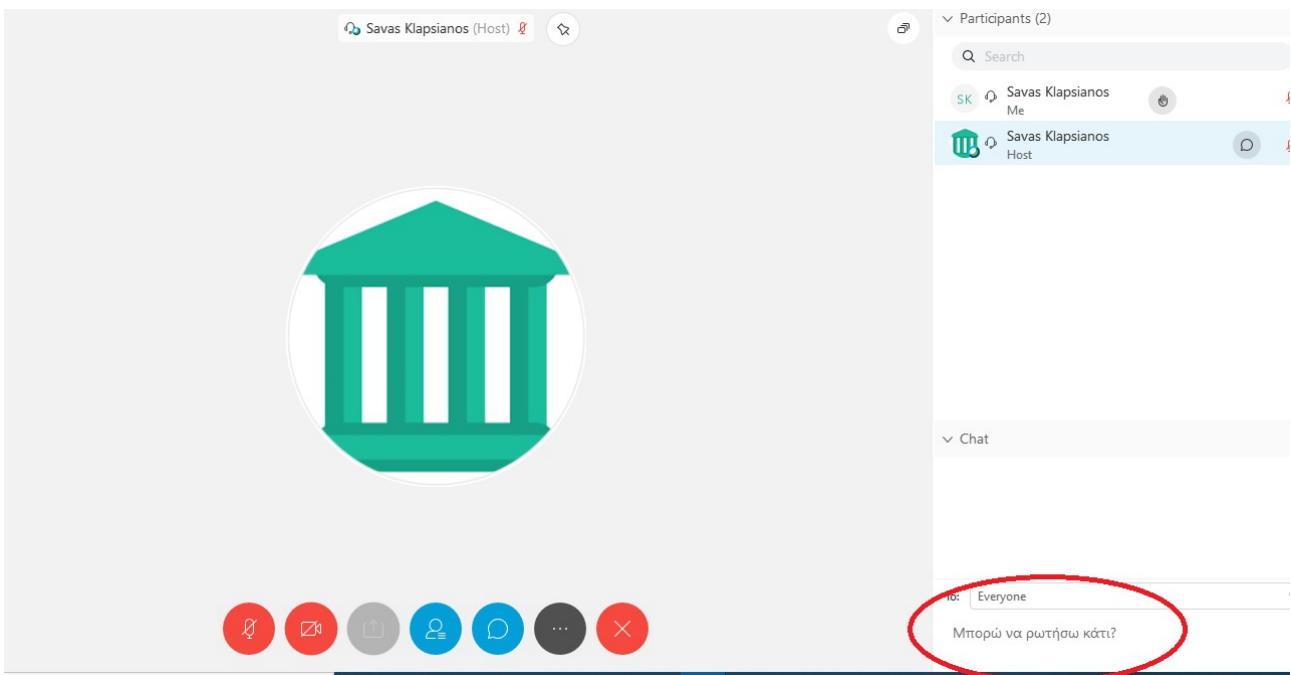 Savas Klapsianos (Host)
Participants (2)
Search
SK
Savas Klapsianos
Me
Savas Klapsianos
Host
Chat
To: Everyone
Μπορώ να ρωτήσω κάτι?